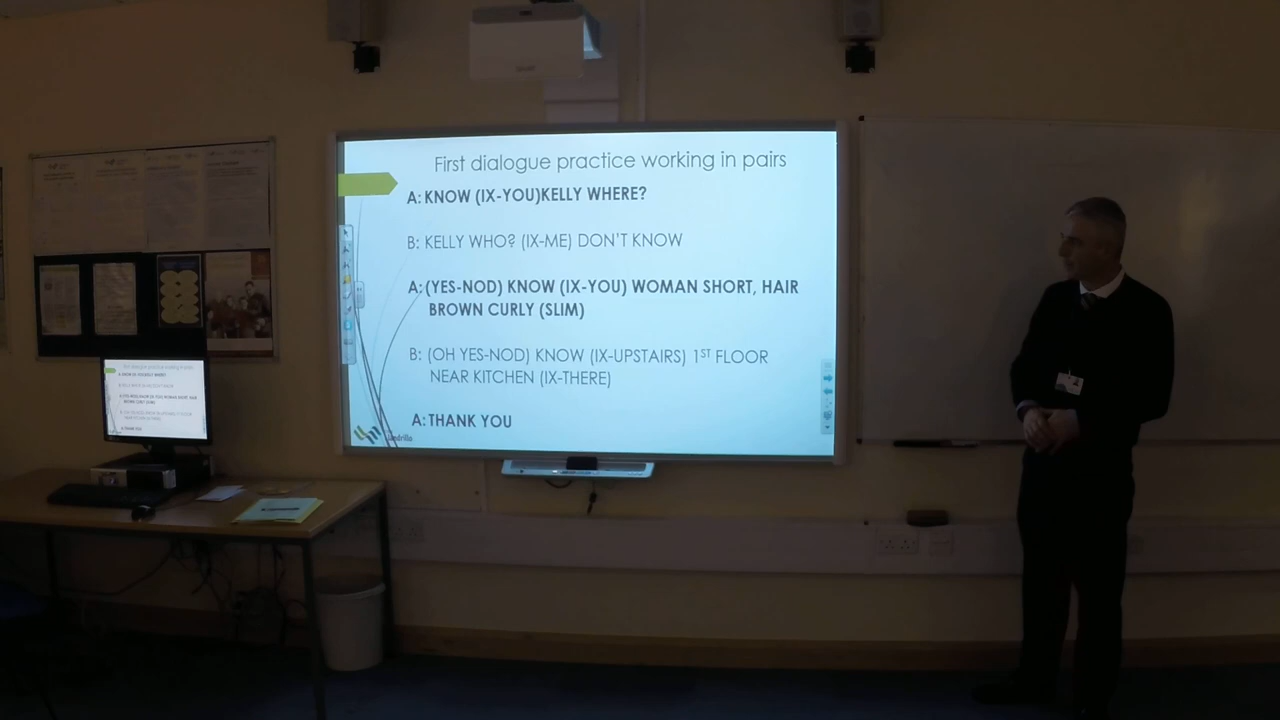 First dialogue practice working in pairs
A: KNOW (IX-YOU)KELLY WHERE?
B: KELLY WHO? (IX-ME) DON'T KNOW
A: (YES-NOD) KNOW (IX-YOU) WOMAN SHORT, HAIR
BROWN CURLY (SLIM)
B: (OH YES-NOD) KNOW (IX-UPSTAIRS) 1ST FLOOR
NEAR KITCHEN (IX-THERE)
A: THANK YOU